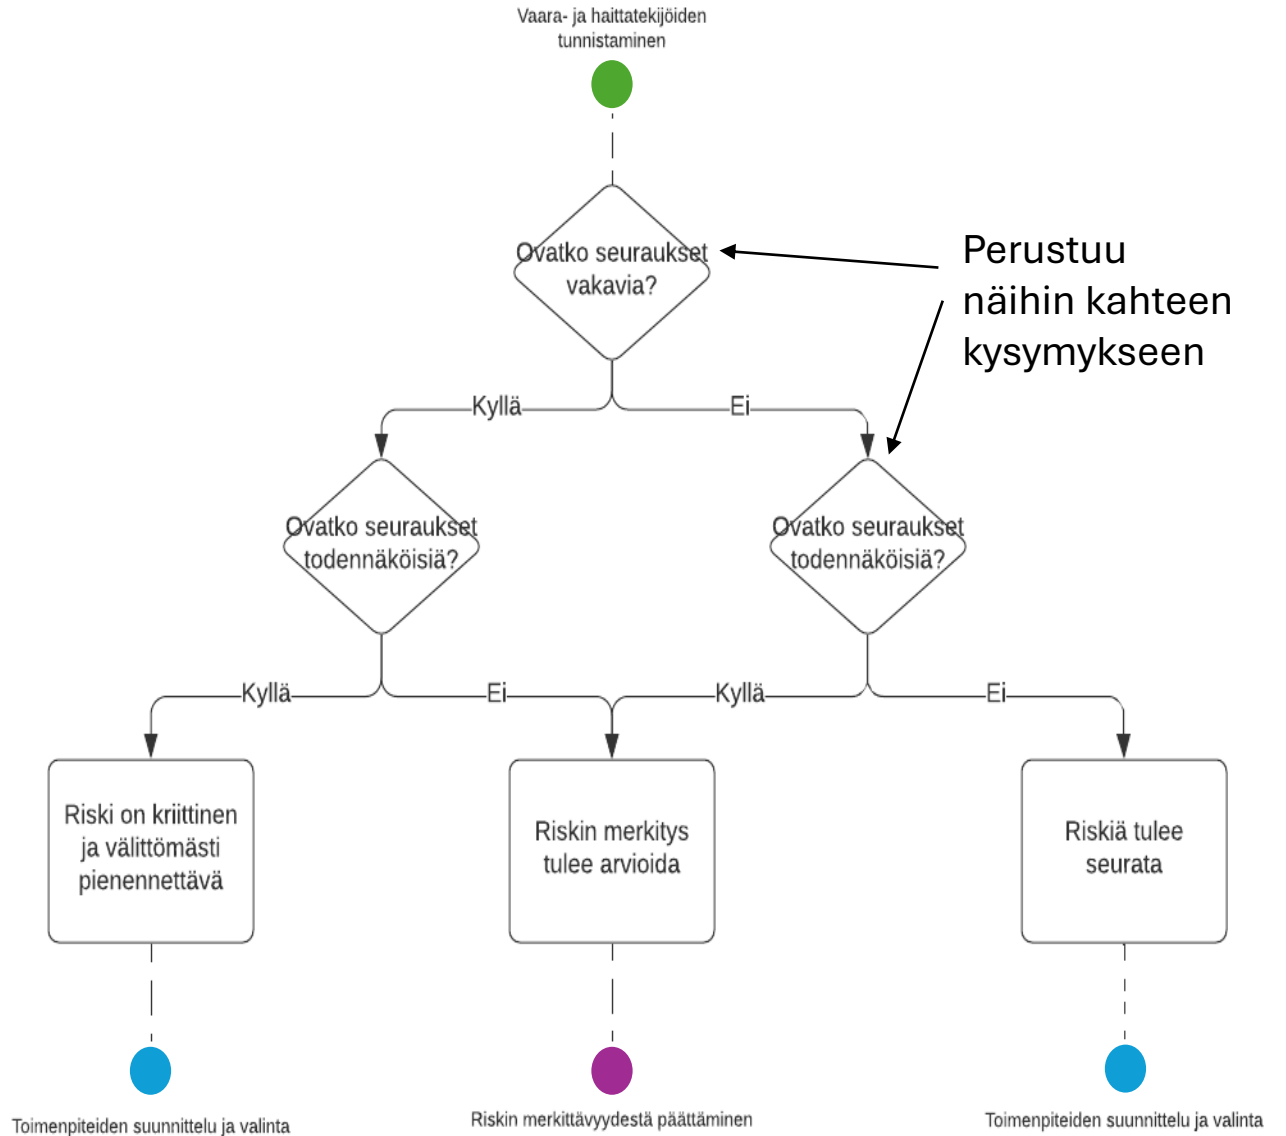 Vaara- ja haittatekijöiden
tunnistaminen
Ovatko seuraukset
vakavia?
Perustuu
näihin kahteen
kysymykseen
Kyllä
Ei
Ovatko seuraukset
todennäköisiä?
Ovatko seuraukset
todennäköisiä?
Kyllä
Ei
Kyllä
Ei
Riski on kriittinen
ja välittömästi
pienennettävä
Riskin merkitys
tulee arvioida
Riskiä tulee
seurata
Toimenpiteiden suunnittelu ja valinta
Riskin merkittävyydestä päättäminen
Toimenpiteiden suunnittelu ja valinta